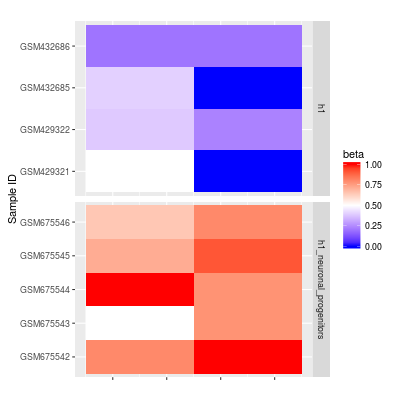 GSM432686
GSM432685
GSM429322
GSM429321
h1
GSM675546
GSM675545
GSM675544
GSM675543
GSM675542
h1_neuronal_progenitors
Sample ID
beta
1.00
0.75
0.50
0.25
0.00